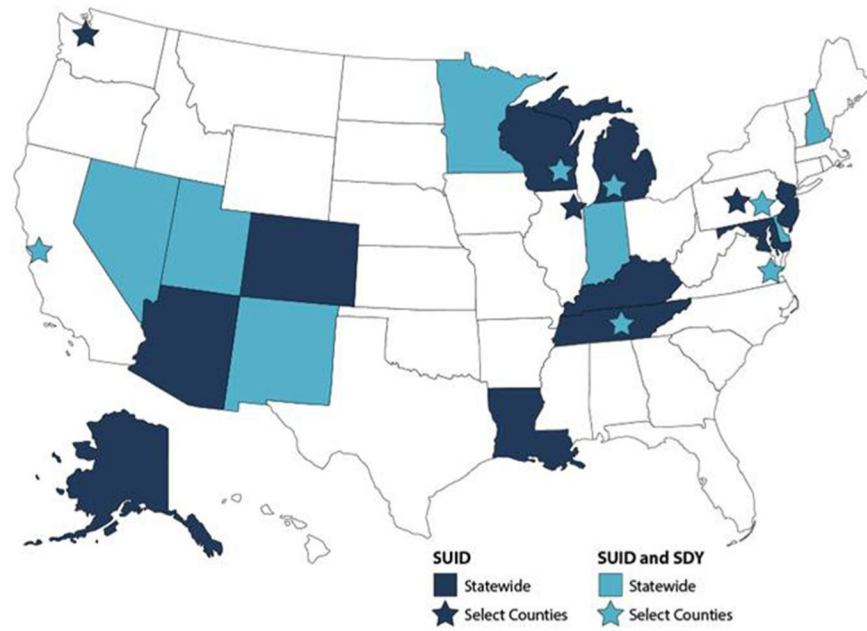 SUID
Statewide
Select Counties
SUID and SDY
Statewide
Select Counties